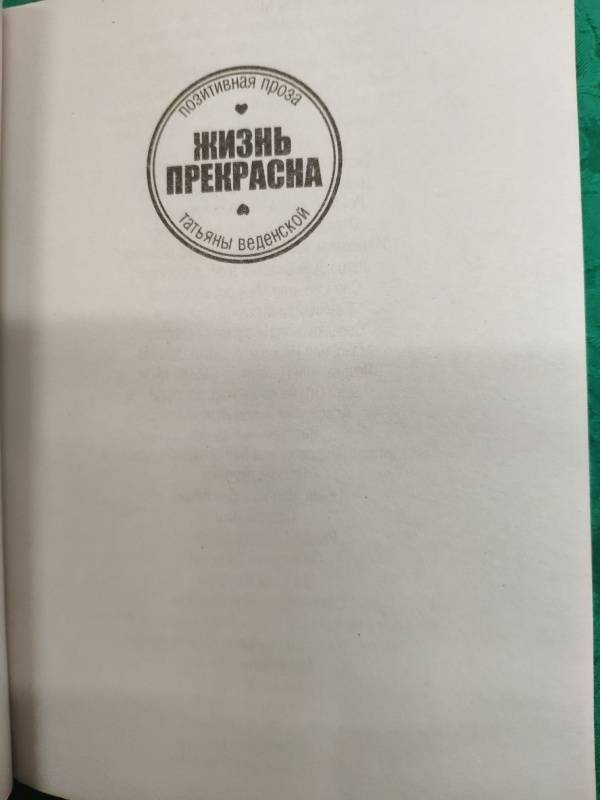 позитивная проза
ЖИЗНЬ
ПРЕКРАСНА
татьяны веденской